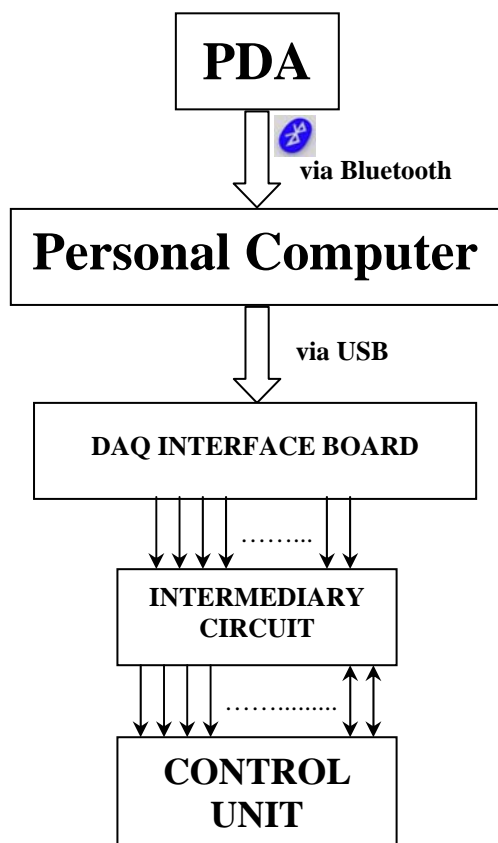 PDA
via Bluetooth
Personal Computer
via USB
DAQ INTERFACE BOARD
……...
INTERMEDIARY
CIRCUIT
…….........
CONTROL
UNIT